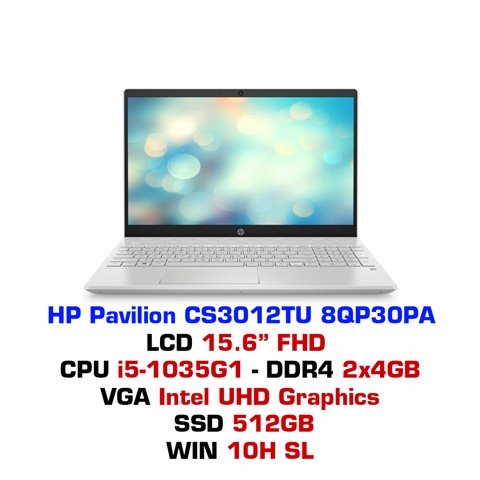 hp
HP Pavilion CS3012TU 8QP30PA
LCD 15.6” FHD
CPU i5-1035G1 - DDR4 2x4GB
VGA Intel UHD Graphics
SSD 512GB
WIN 10H SL